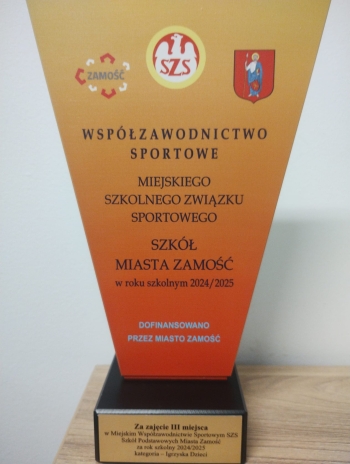 ZAMOŚĆ
SZS
WSPÓŁZAWODNICTWO
SPORTOWE
MIEJSKIEGO
SZKOLNEGO ZWIĄZKU
SPORTOWEGO
SZKÓŁ
MIASTA ZAMOŚĆ
w roku szkolnym 2024/2025
DOFINANSOWANO
PRZEZ MIASTO ZAMOŚĆ
Za zajęcie III miejsca
w Miejskim Współzawodnictwie Sportowym SZS
Szkół Podstawowych Miasta Zamość
za rok szkolny 2024/2025
kategoria – Igrzyska Dzieci